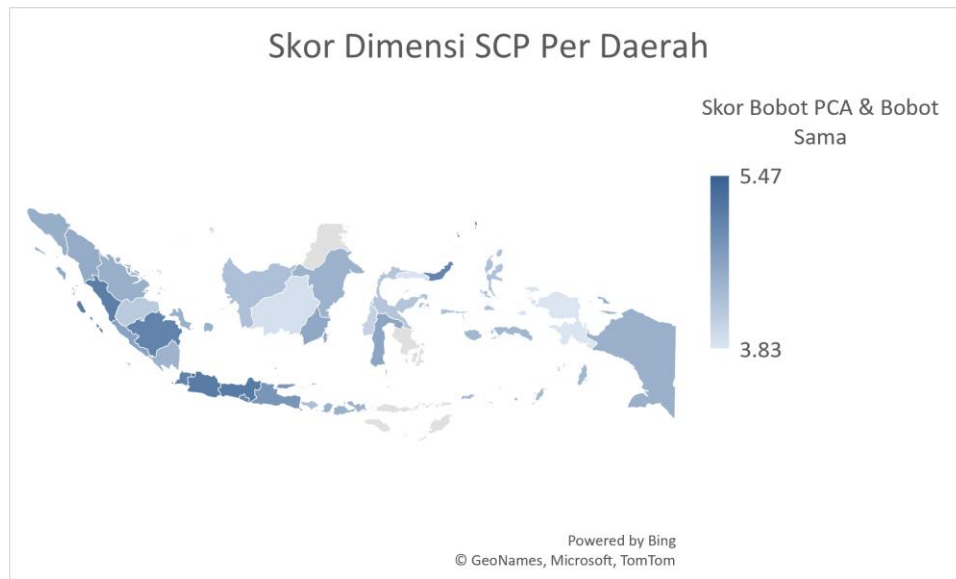 Skor Dimensi SCP Per Daerah
Skor Bobot PCA & Bobot
Sama
5.47
3.83
Powered by Bing
© GeoNames, Microsoft, TomTom